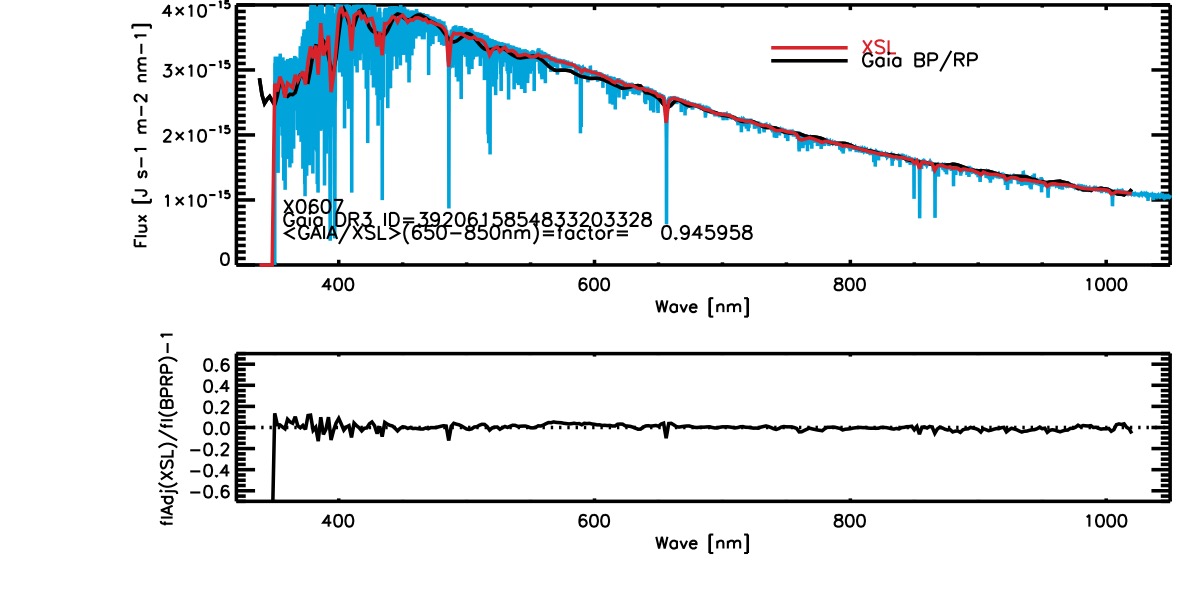 4×10−15
3×10−15
2×10−15
1×10−15
0
Flux [J s−1 m−2 nm−1]
XSL
Gaia BP/RP
X0607
Gaia DR3 ID=3920615854833203328
<GAIA/XSL>(650−850nm)=factor= 0.945958
400 600 800 1000
Wave [nm]
0.6
0.4
0.2
0.0
−0.2
−0.4
−0.6
flAdj(XSL)/fl(BPRP)−1
400 600 800 1000
Wave [nm]